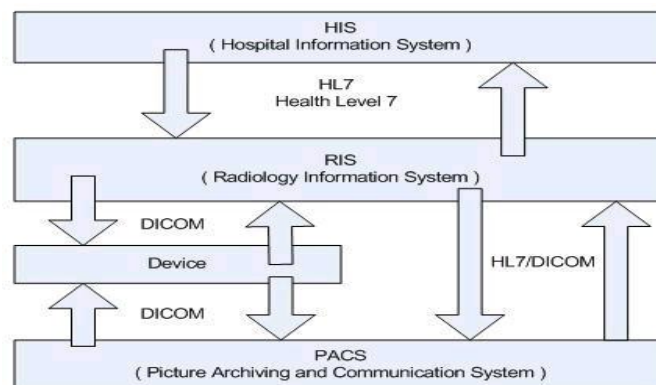 HIS
( Hospital Information System )
HL7
Health Level 7
RIS
( Radiology Information System )
DICOM
Device
HL7/DICOM
DICOM
PACS
( Picture Archiving and Communication System )